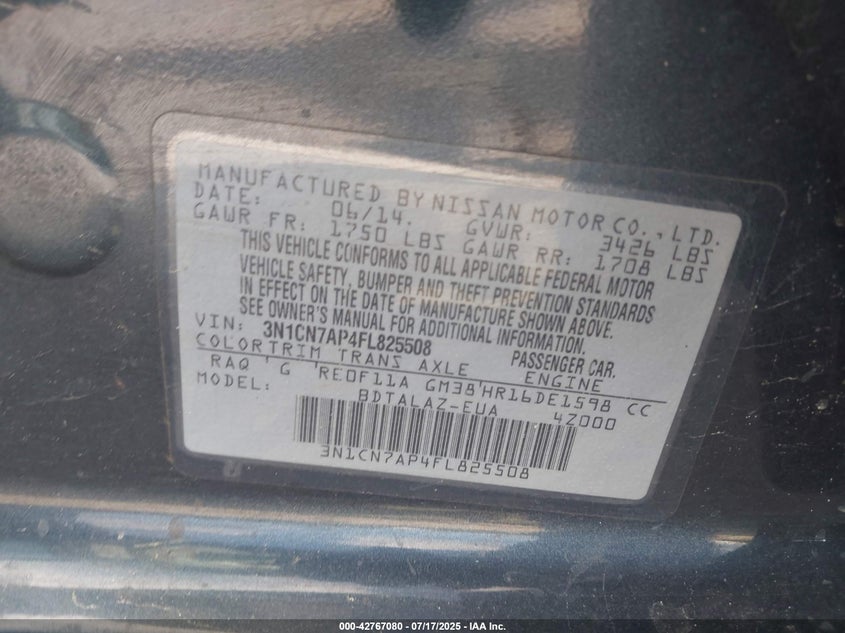 MANUFACTURED BY NISSAN MOTOR CO., LTD.
DATE: 06/14. GVWR: 3426 LBS
GAWR FR: 1750 LBS GAWR RR: 1708 LBS
THIS VEHICLE CONFORMS TO ALL APPLICABLE FEDERAL MOTOR
VEHICLE SAFETY, BUMPER AND THEFT PREVENTION STANDARDS
IN EFFECT ON THE DATE OF MANUFACTURE SHOWN ABOVE.
SEE OWNER'S MANUAL FOR ADDITIONAL INFORMATION.
VIN: 3N1CN7AP4FL825508 PASSENGER CAR.
COLOR TRIM TRANS AXLE ENGINE
RAQ 'G 'RE0F11A GM38'HR16DE1598 CC
MODEL: BDTALAZ-EUA 4Z000
3N1CN7AP4FL825508
000-42767080 - 07/17/2025 - IAA Inc.